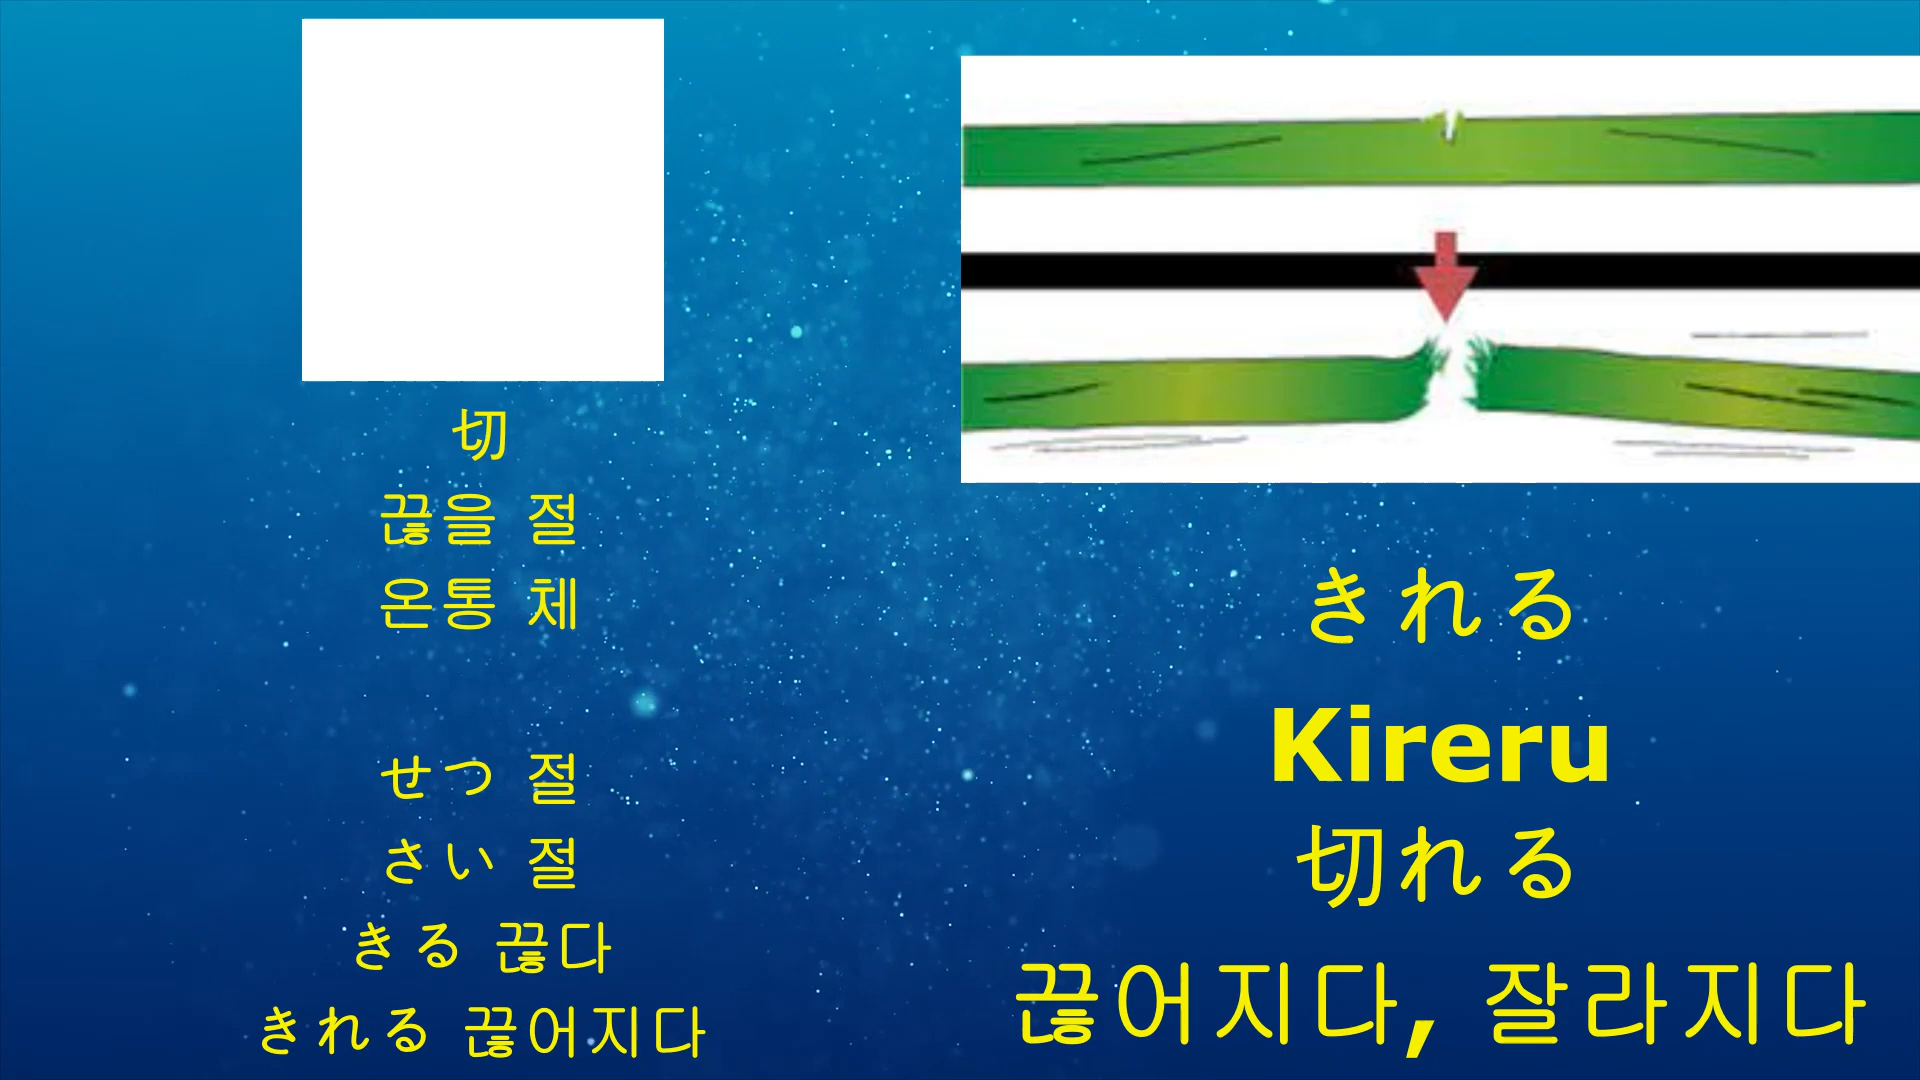 切
끊을 절
온통 체
せつ 절
さい 절
きる 끊다
きれる 끊어지다
きれる
Kireru
切れる
끊어지다, 잘라지다